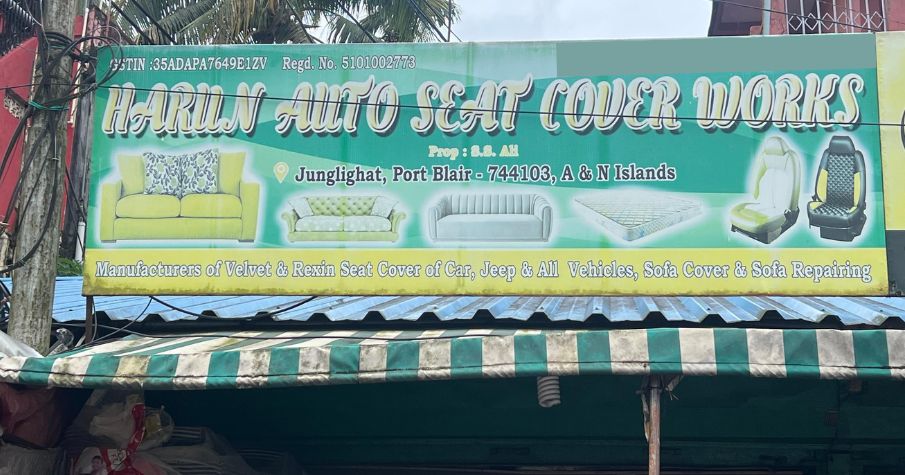 GSTIN :35ADAPA7649E1ZV Regd. No. 5101002773
HARUN AUTO SEAT COVER WORKS
Prop : S.S. Ali
Junglighat, Port Blair - 744103, A & N Islands
Manufacturers of Velvet & Rexin Seat Cover of Car, Jeep & All Vehicles, Sofa Cover & Sofa Repairing